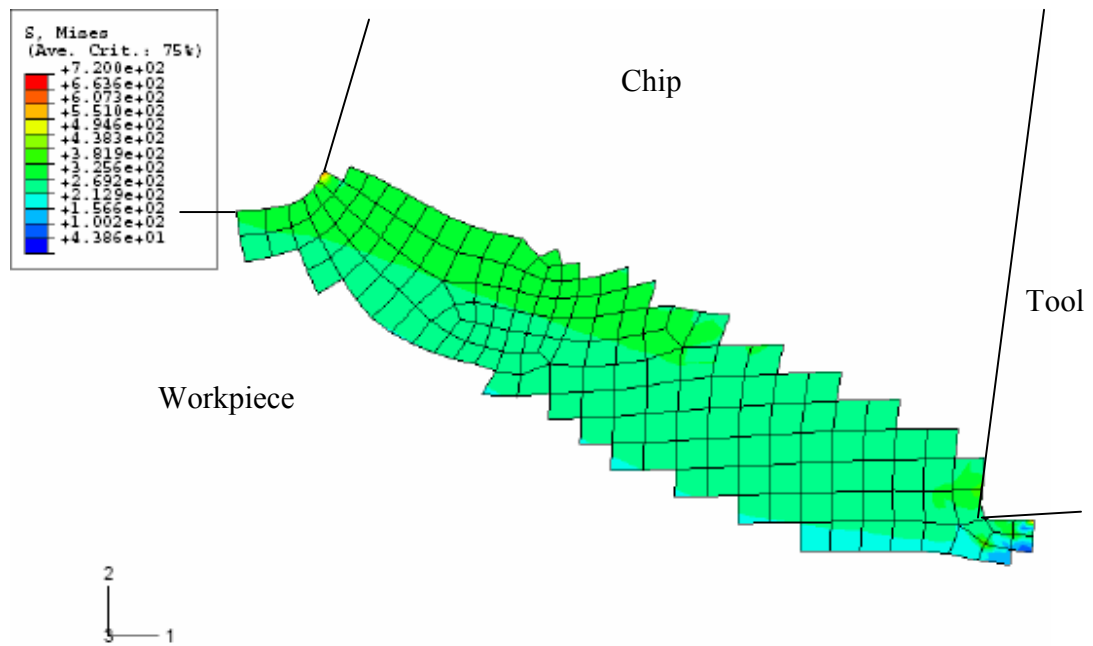 S, Mises
(Ave. Crit.: 75%)
+7.200e+02
+6.636e+02
+6.073e+02
+5.510e+02
+4.946e+02
+4.383e+02
+3.819e+02
+3.256e+02
+2.692e+02
+2.129e+02
+1.566e+02
+1.002e+02
+4.386e+01
Chip
Tool
Workpiece
2
3 1